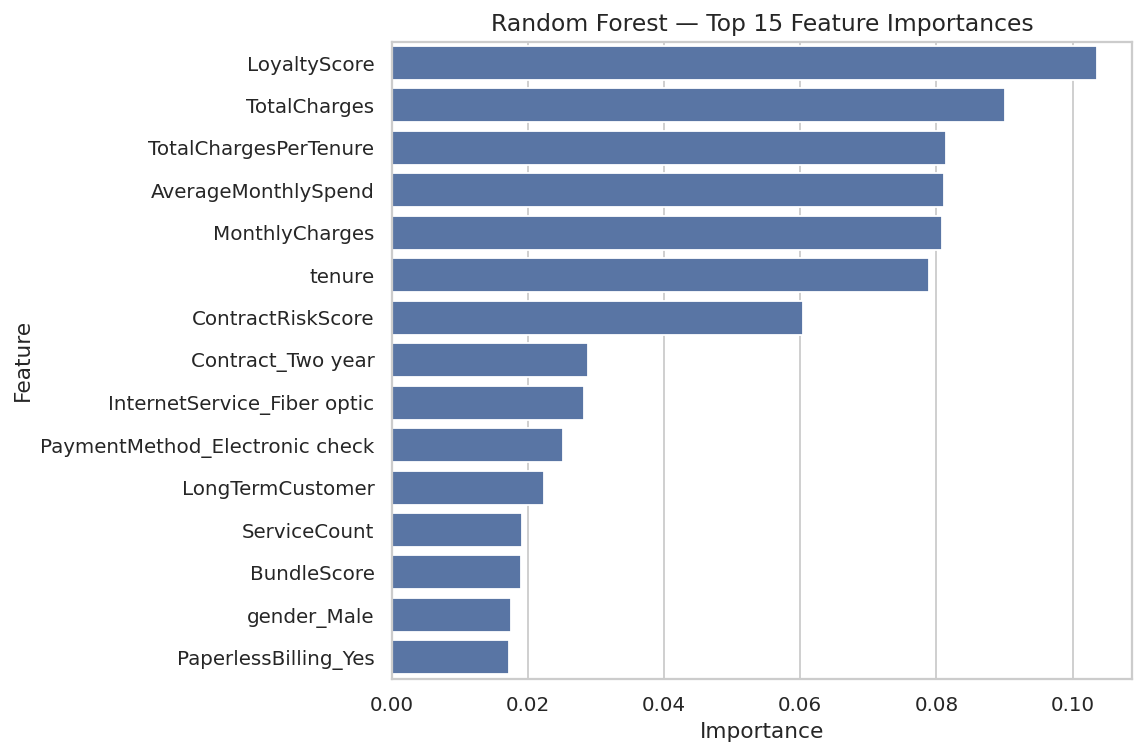 Random Forest — Top 15 Feature Importances
LoyaltyScore
TotalCharges
TotalChargesPerTenure
AverageMonthlySpend
MonthlyCharges
tenure
ContractRiskScore
Contract_Two year
InternetService_Fiber optic
PaymentMethod_Electronic check
LongTermCustomer
ServiceCount
BundleScore
gender_Male
PaperlessBilling_Yes
Feature
0.00 0.02 0.04 0.06 0.08 0.10
Importance